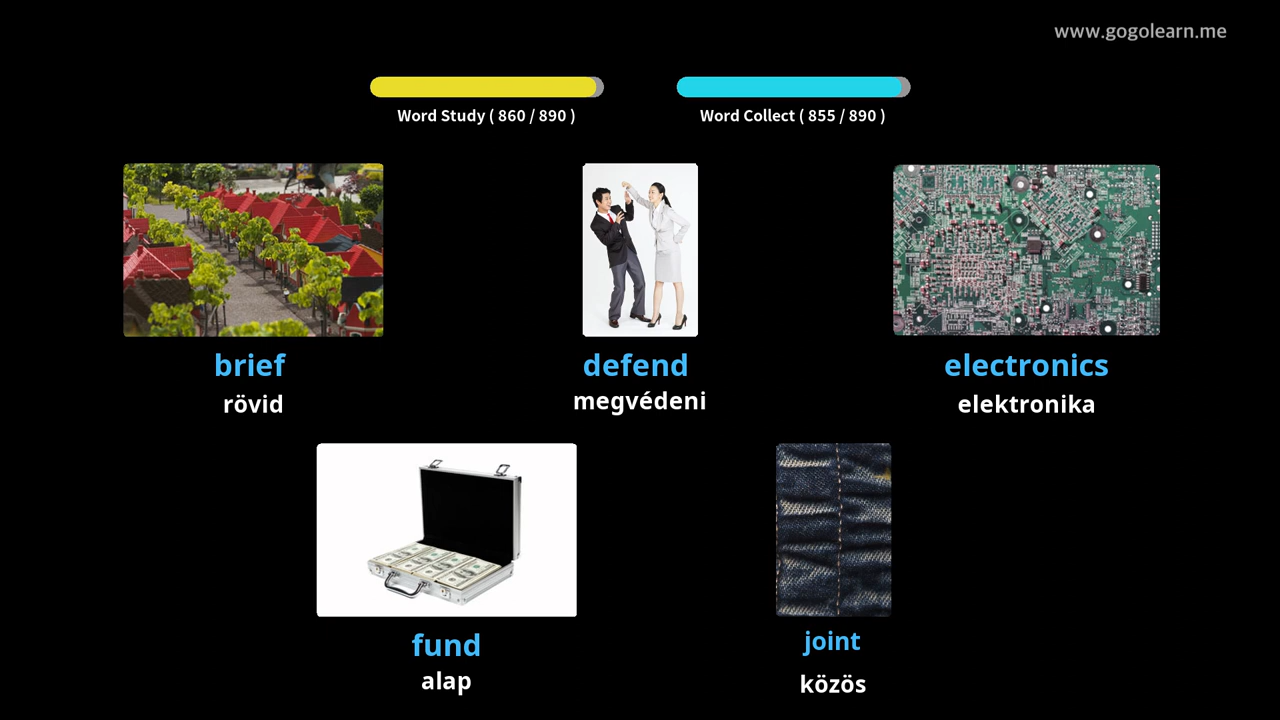 www.gogolearn.me
Word Study ( 860 / 890 )
Word Collect ( 855 / 890 )
brief
defend
electronics
rövid
megvédeni
elektronika
fund
joint
alap
közös